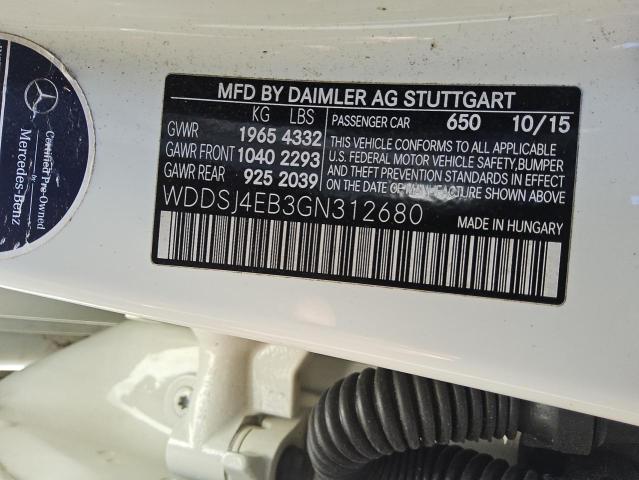 MFD BY DAIMLER AG STUTTGART
KG LBS
GVWR 1965 4332
GAWR FRONT 1040 2293
GAWR REAR 925 2039
PASSENGER CAR 650 10/15
THIS VEHICLE CONFORMS TO ALL APPLICABLE
U.S. FEDERAL MOTOR VEHICLE SAFETY, BUMPER
AND THEFT PREVENTION STANDARDS IN EFFECT
ON THE DATE OF MANUFACTURE SHOWN ABOVE
WDDSJ4EB3GN312680
MADE IN HUNGARY
Certified Pre-Owned
by
Mercedes-Benz